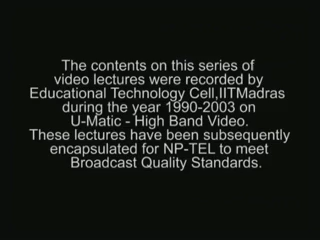 The contents on this series of
video lectures were recorded by
Educational Technology Cell,IITMadras
during the year 1990-2003 on
U-Matic - High Band Video.
These lectures have been subsequently
encapsulated for NP-TEL to meet
Broadcast Quality Standards.